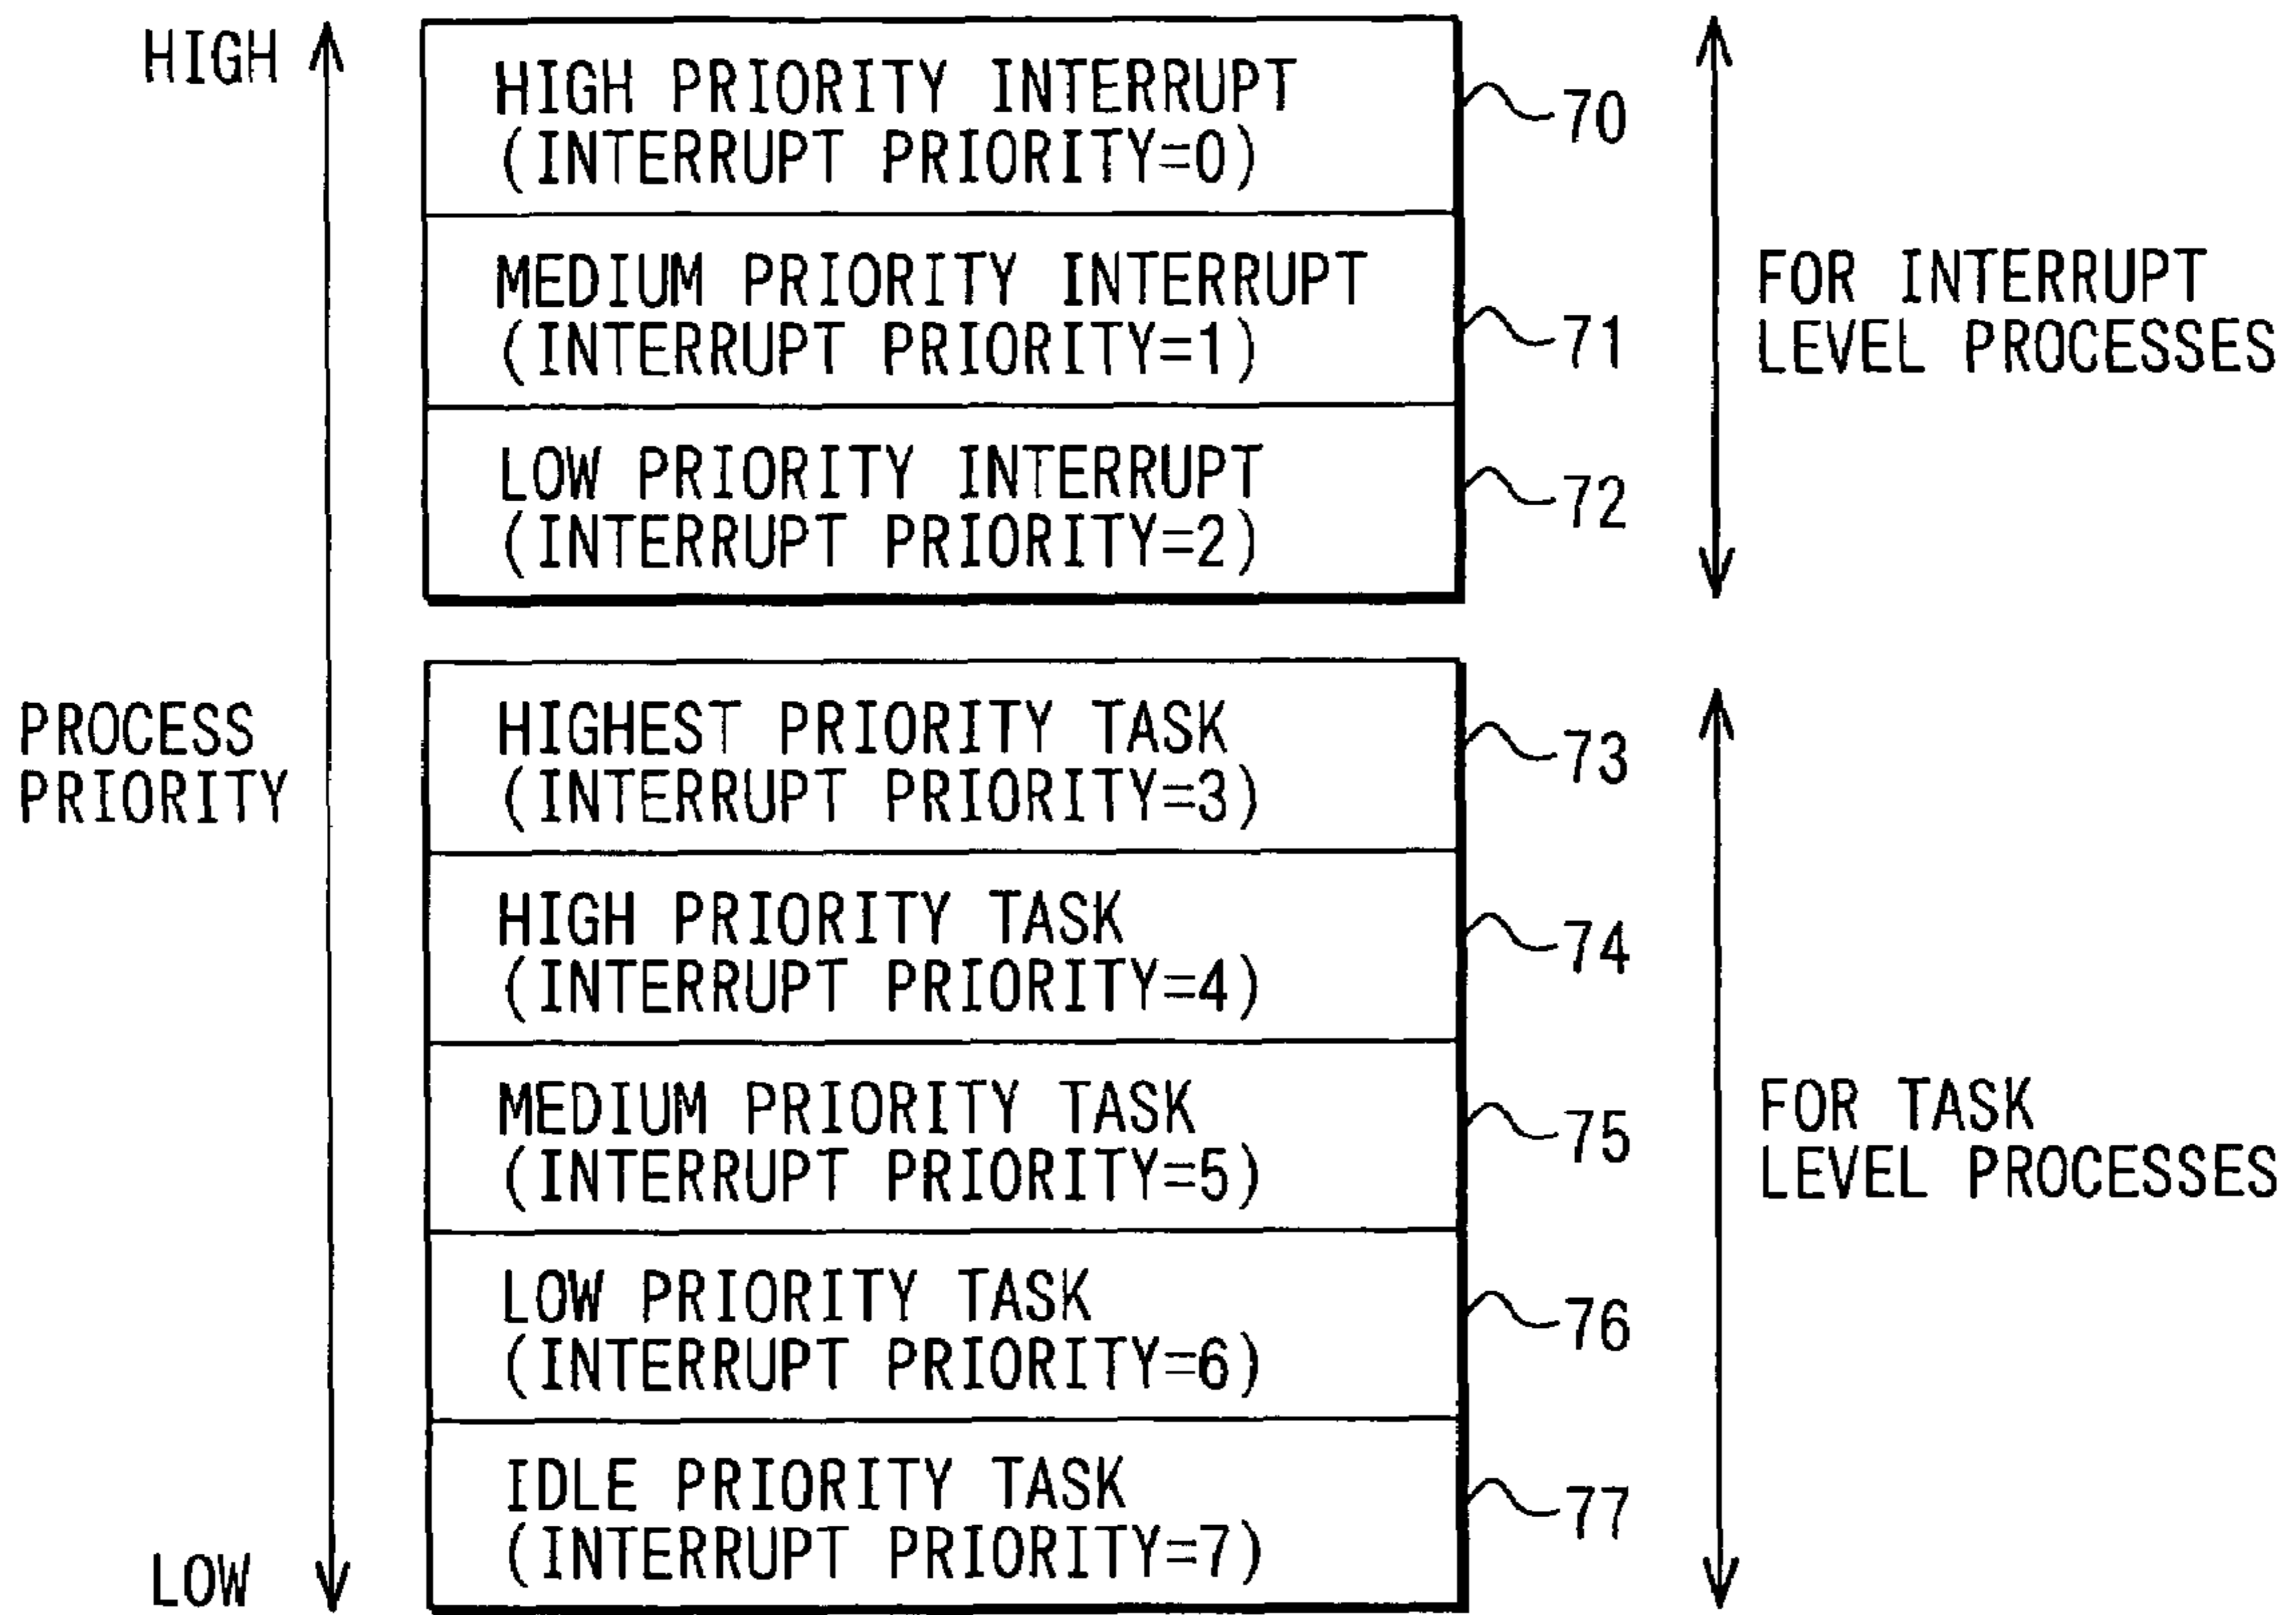 HIGH
HIGH PRIORITY INTERRUPT
(INTERRUPT PRIORITY=0)
70
MEDIUM PRIORITY INTERRUPT
(INTERRUPT PRIORITY=1)
71
FOR INTERRUPT
LEVEL PROCESSES
LOW PRIORITY INTERRUPT
(INTERRUPT PRIORITY=2)
72
PROCESS
PRIORITY
HIGHEST PRIORITY TASK
(INTERRUPT PRIORITY=3)
73
HIGH PRIORITY TASK
(INTERRUPT PRIORITY=4)
74
MEDIUM PRIORITY TASK
(INTERRUPT PRIORITY=5)
75
FOR TASK
LEVEL PROCESSES
LOW PRIORITY TASK
(INTERRUPT PRIORITY=6)
76
IDLE PRIORITY TASK
(INTERRUPT PRIORITY=7)
77
LOW